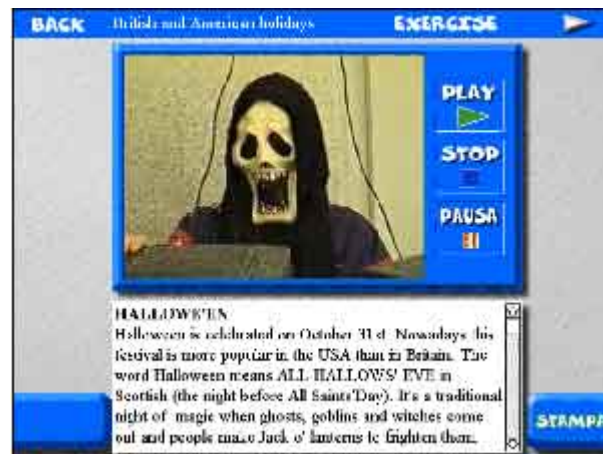 BACK British and American holidays EXERCISE
PLAY
STOP
PAUSA
HALLOWE'EN
Halloween is celebrated on October 31st. Nowadays this
festival is more popular in the USA than in Britain. The
word Halloween means ALL HALLOWS' EVE in
Scottish (the night before All Saints'Day). It's a traditional
night of magic when ghosts, goblins and witches come
out and people make Jack o' lanterns to frighten them.
STAMPA